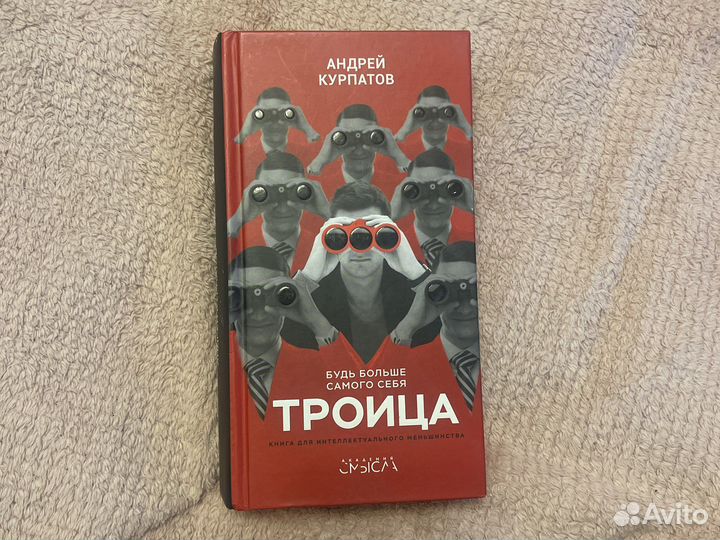 АНДРЕЙ
КУРПАТОВ
БУДЬ БОЛЬШЕ
САМОГО СЕБЯ
ТРОИЦА
КНИГА ДЛЯ ИНТЕЛЛЕКТУАЛЬНОГО МЕНЬШИНСТВА
АКАДЕМИЯ
СМЫСЛА
Avito